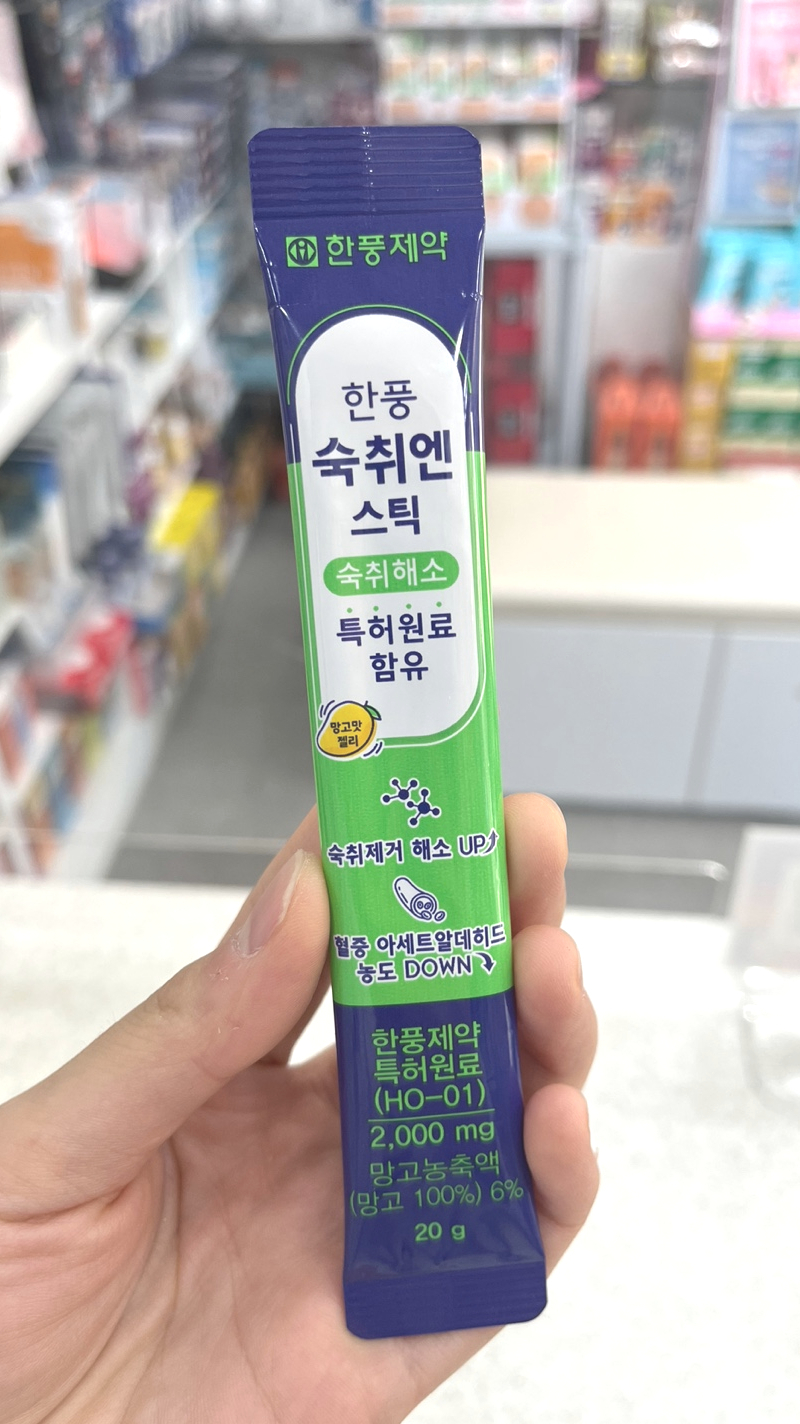 한풍제약
한풍
숙취엔
스틱
숙취해소
특허원료
함유
망고맛
젤리
숙취제거 해소 UP
혈중 아세트알데히드
농도 DOWN
한풍제약
특허원료
(HO-01)
2,000 mg
망고농축액
(망고 100%) 6%
20 g